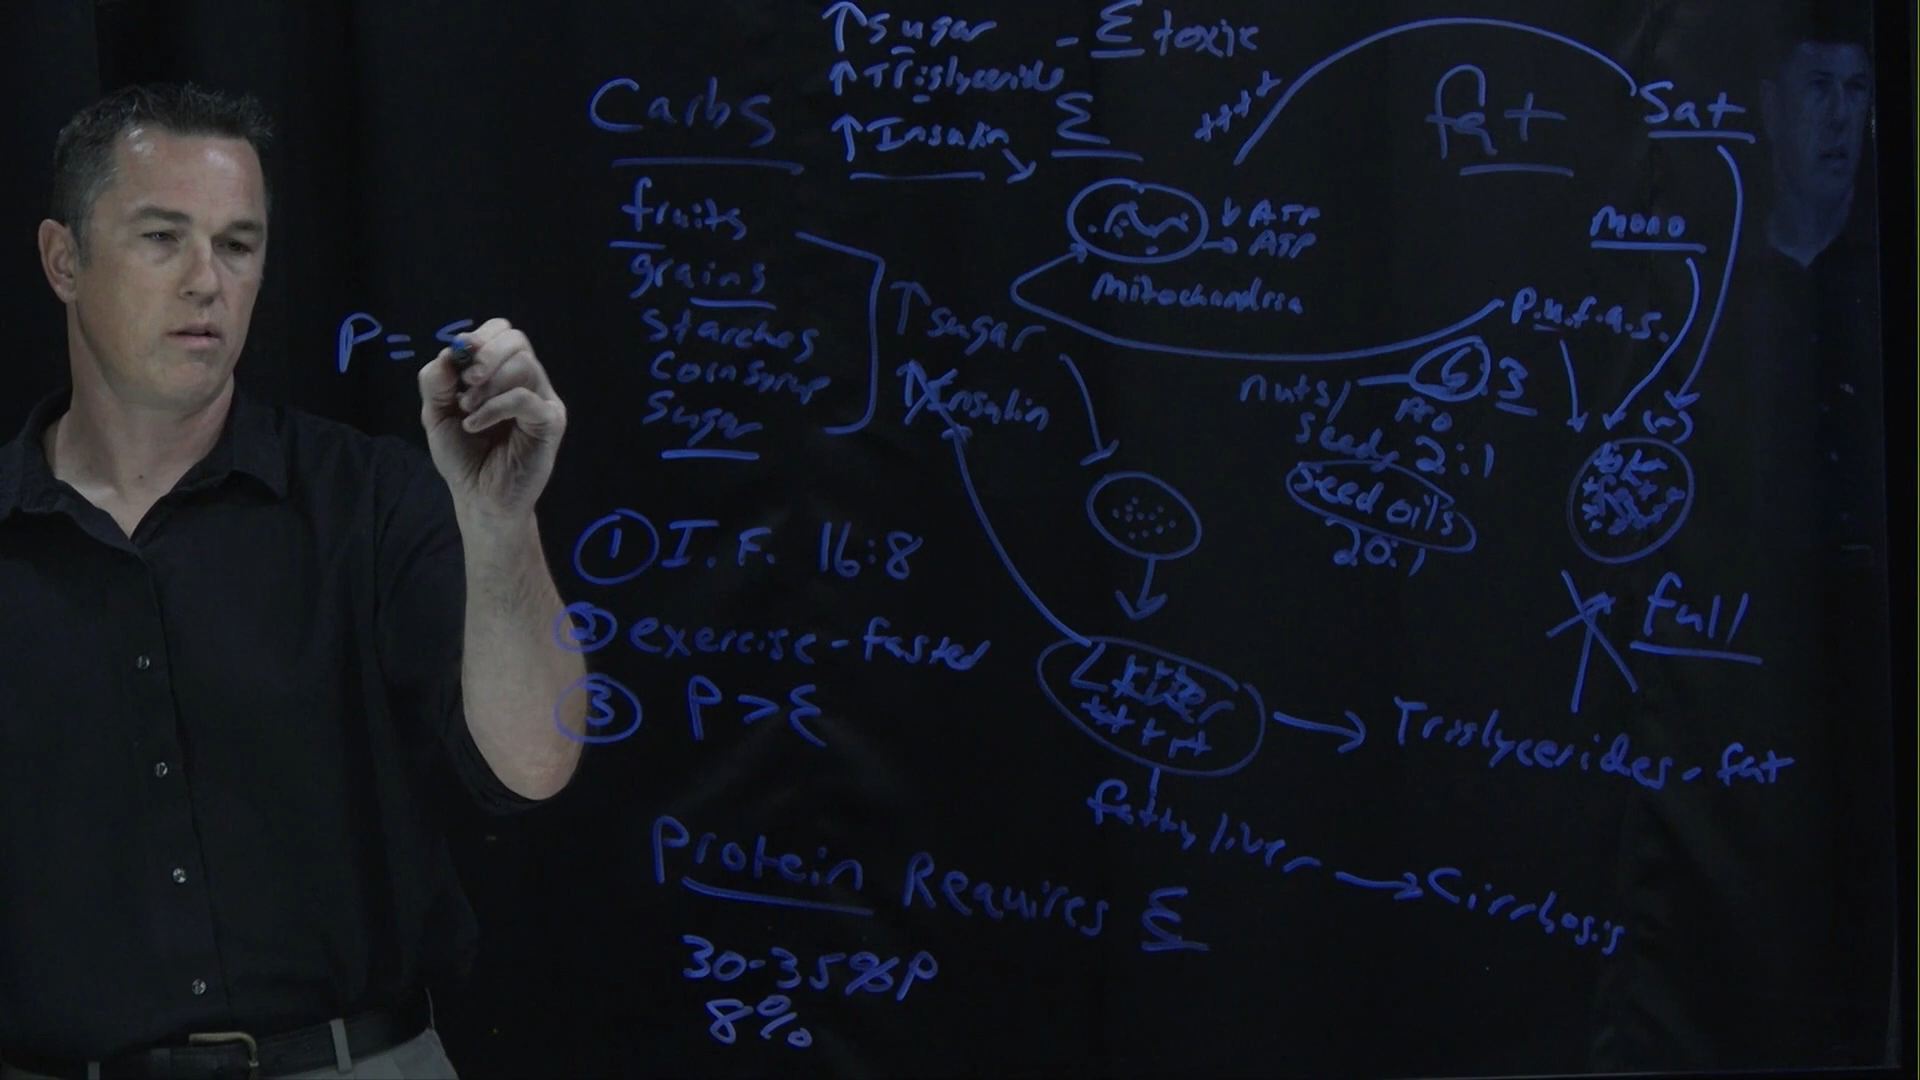 ↑Sugar - Σ toxic
↑Triglyceride
↑Insulin Σ
Carbs
fruits
grains
Starches
Corn Syrup
Sugar
↑sugar
↑Insulin
++++
↓ATP
→ATP
Mitochondria
fat
Sat
Mono
P.u.f.a.s.
6:3
nuts/
seeds 2:1
Seed oils
20:1
full
P =
① I.F. 16:8
② exercise-fasted
③ P > Σ
Liver
→ Triglycerides - fat
fatty liver → Cirrhosis
Protein Requires Σ
30-35% P
8%